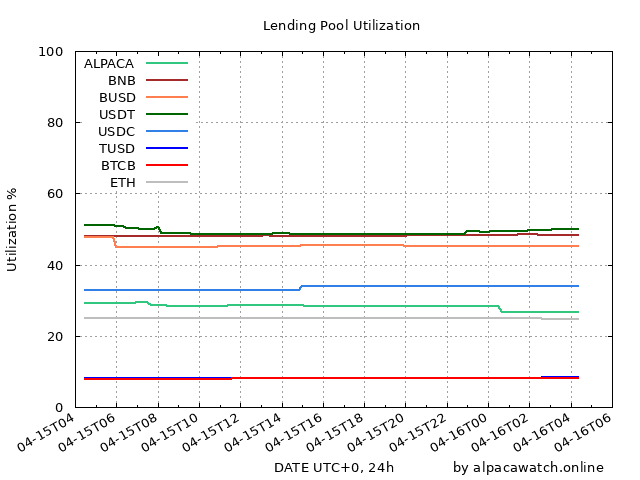 Lending Pool Utilization
100
80
60
40
20
0
Utilization %
ALPACA
BNB
BUSD
USDT
USDC
TUSD
BTCB
ETH
04-15T04
04-15T06
04-15T08
04-15T10
04-15T12
04-15T14
04-15T16
04-15T18
04-15T20
04-15T22
04-16T00
04-16T02
04-16T04
04-16T06
DATE UTC+0, 24h
by alpacawatch.online